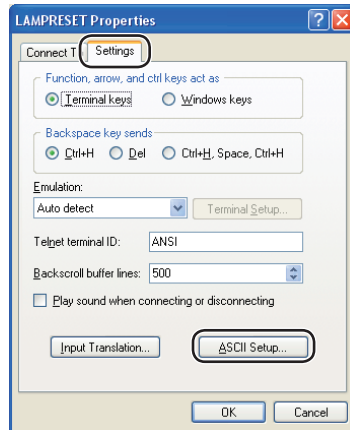 LAMPRESET Properties
Connect T Settings
Function, arrow, and ctrl keys act as
Terminal keys Windows keys
Backspace key sends
Ctrl+H Del Ctrl+H, Space, Ctrl+H
Emulation:
Auto detect Terminal Setup...
Telnet terminal ID: ANSI
Backscroll buffer lines: 500
Play sound when connecting or disconnecting
Input Translation... ASCII Setup...
OK Cancel